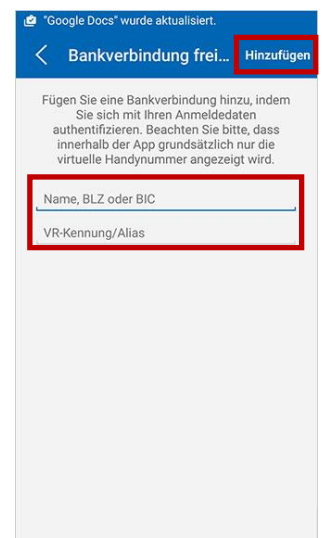 "Google Docs" wurde aktualisiert.
Bankverbindung frei... Hinzufügen
Fügen Sie eine Bankverbindung hinzu, indem
Sie sich mit Ihren Anmeldedaten
authentifizieren. Beachten Sie bitte, dass
innerhalb der App grundsätzlich nur die
virtuelle Handynummer angezeigt wird.
Name, BLZ oder BIC
VR-Kennung/Alias